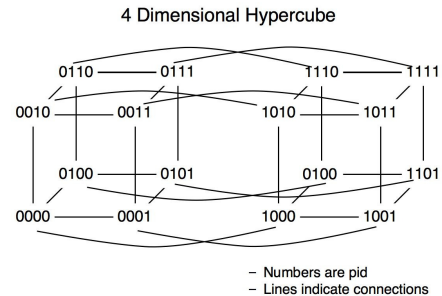 4 Dimensional Hypercube
0110 0111 1110 1111
0010 0011 1010 1011
0100 0101 0100 1101
0000 0001 1000 1001
– Numbers are pid
– Lines indicate connections